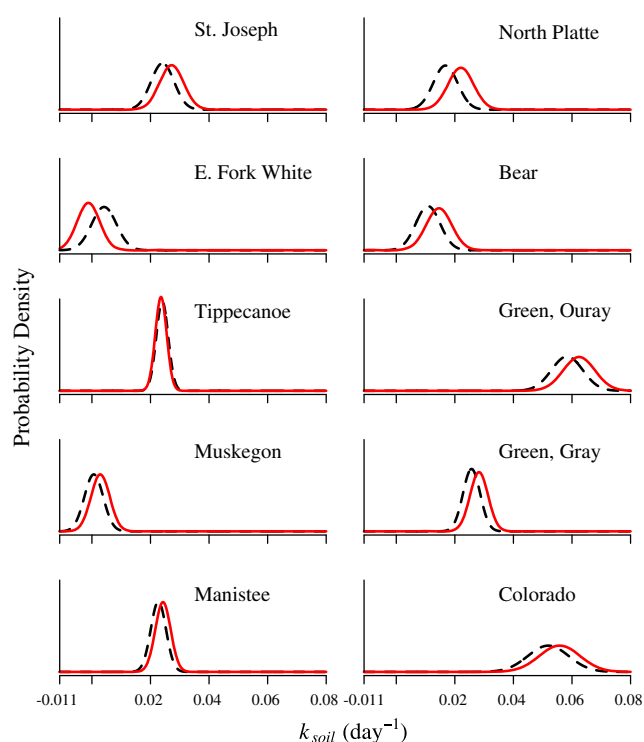 St. Joseph
North Platte
E. Fork White
Bear
Tippecanoe
Green, Ouray
Muskegon
Green, Gray
Manistee
Colorado
Probability Density
-0.011 0.02 0.04 0.06 0.08
-0.011 0.02 0.04 0.06 0.08
k soil (day⁻¹)